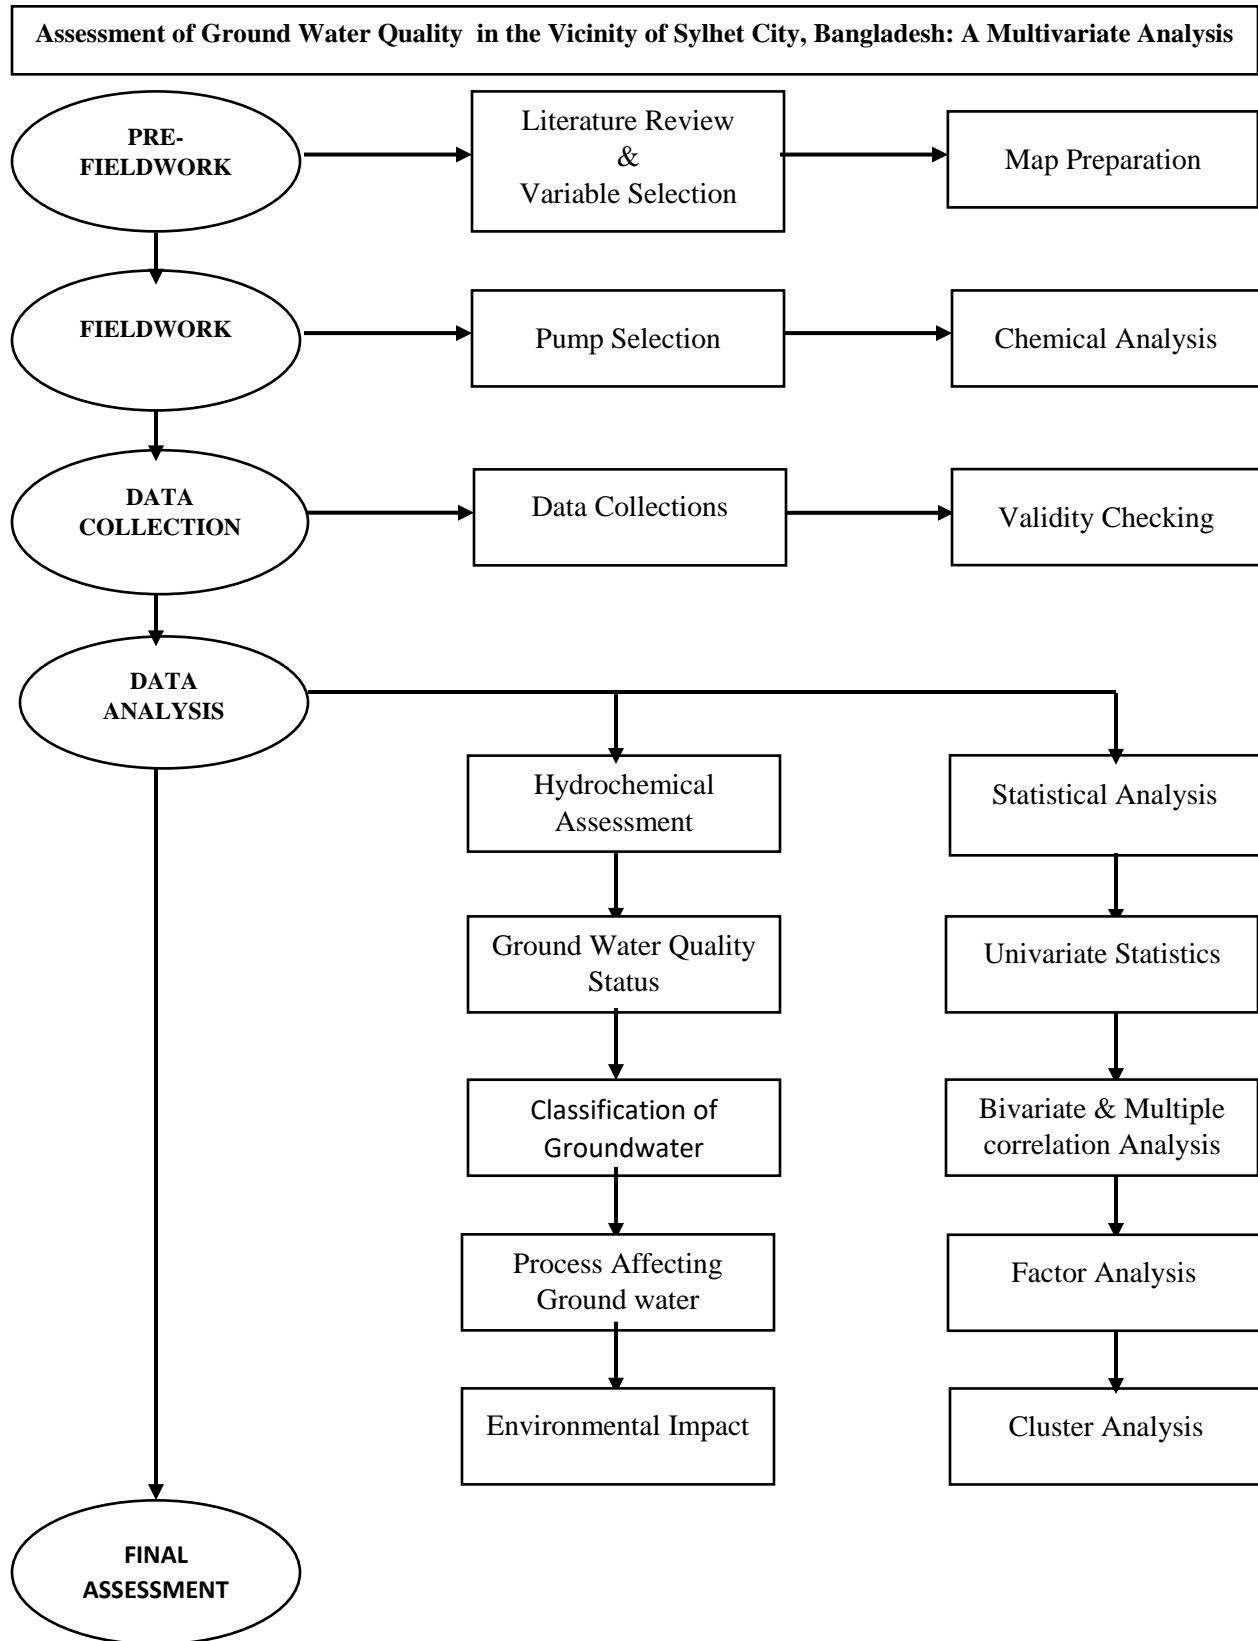 Assessment of Ground Water Quality in the Vicinity of Sylhet City, Bangladesh: A Multivariate Analysis
PRE-
FIELDWORK
Literature Review
&
Variable Selection
Map Preparation
FIELDWORK
Pump Selection
Chemical Analysis
DATA
COLLECTION
Data Collections
Validity Checking
DATA
ANALYSIS
Hydrochemical
Assessment
Statistical Analysis
Ground Water Quality
Status
Univariate Statistics
Classification of
Groundwater
Bivariate & Multiple
correlation Analysis
Process Affecting
Ground water
Factor Analysis
Environmental Impact
Cluster Analysis
FINAL
ASSESSMENT